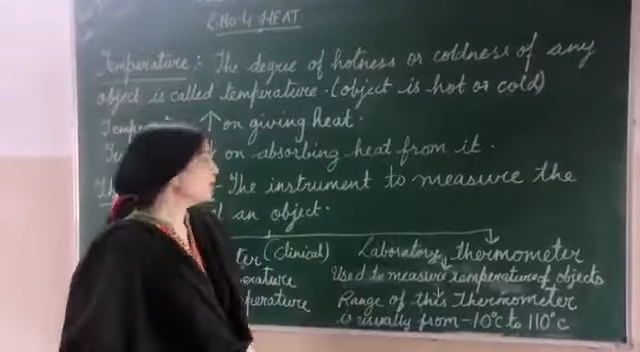 L.No 4 HEAT
Temperature :- The degree of hotness or coldness of any
object is called temperature. (object is hot or cold)
↑ on giving heat.
on absorbing heat from it.
The instrument to measure the
an object.
(Clinical) Laboratory thermometer
Used to measure temperature of objects
Range of this Thermometer
is usually from -10°C to 110°C